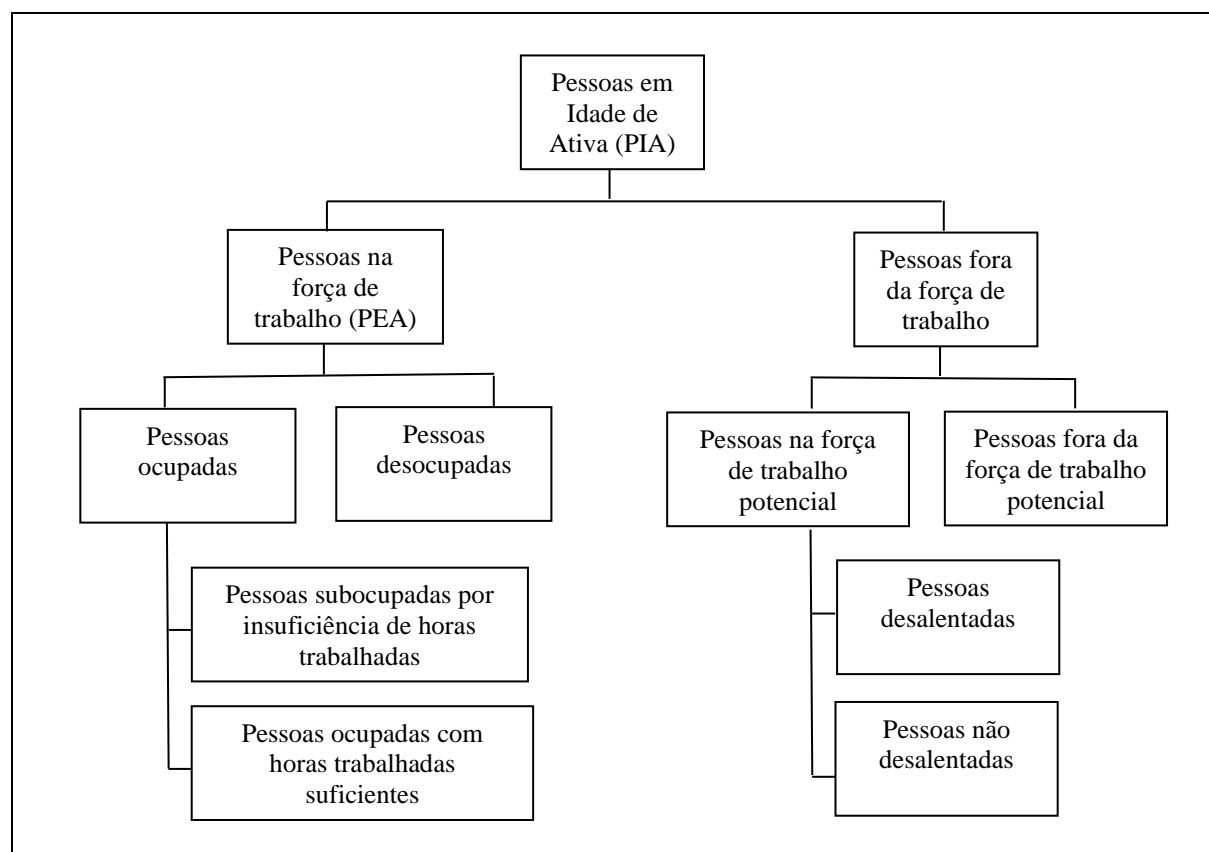 Pessoas em
Idade de
Ativa (PIA)
Pessoas na
força de
trabalho (PEA)
Pessoas fora
da força de
trabalho
Pessoas
ocupadas
Pessoas
desocupadas
Pessoas na força
de trabalho
potencial
Pessoas fora da
força de trabalho
potencial
Pessoas subocupadas por
insuficiência de horas
trabalhadas
Pessoas
desalentadas
Pessoas ocupadas com
horas trabalhadas
suficientes
Pessoas não
desalentadas